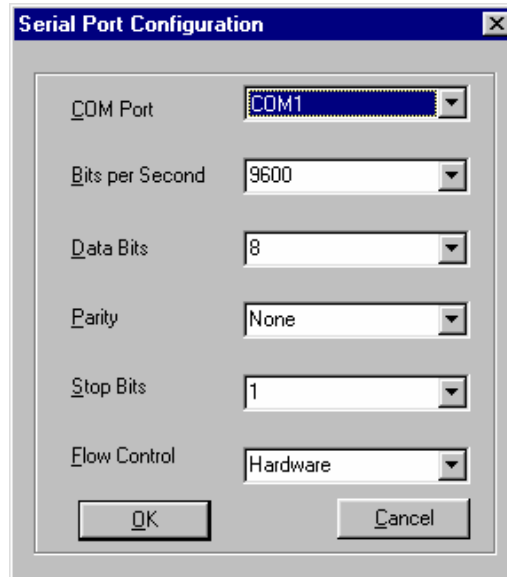 Serial Port Configuration
COM Port COM1
Bits per Second 9600
Data Bits 8
Parity None
Stop Bits 1
Flow Control Hardware
OK Cancel